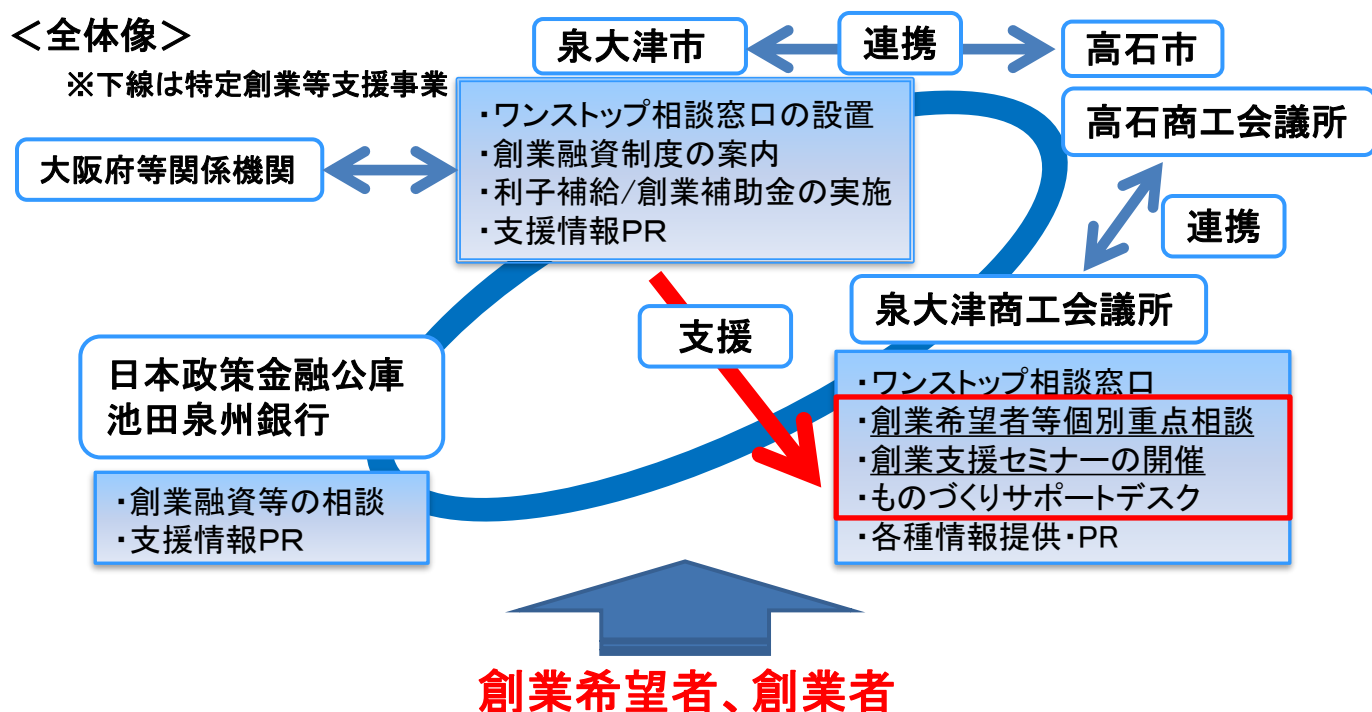 ＜全体像＞
※下線は特定創業等支援事業
泉大津市
連携
高石市
高石商工会議所
大阪府等関係機関
・ワンストップ相談窓口の設置
・創業融資制度の案内
・利子補給/創業補助金の実施
・支援情報PR
連携
泉大津商工会議所
支援
日本政策金融公庫
池田泉州銀行
・ワンストップ相談窓口
・創業希望者等個別重点相談
・創業支援セミナーの開催
・ものづくりサポートデスク
・各種情報提供・PR
・創業融資等の相談
・支援情報PR
創業希望者、創業者